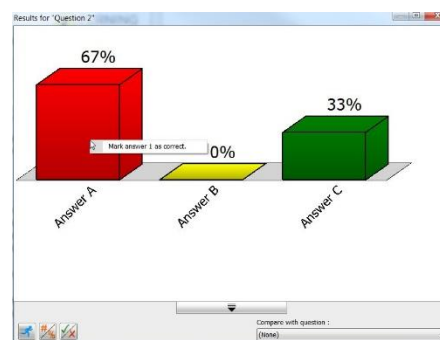 Results for "Question 2"
67%
0%
33%
Mark answer 1 as correct.
Answer A
Answer B
Answer C
Compare with question :
(None)